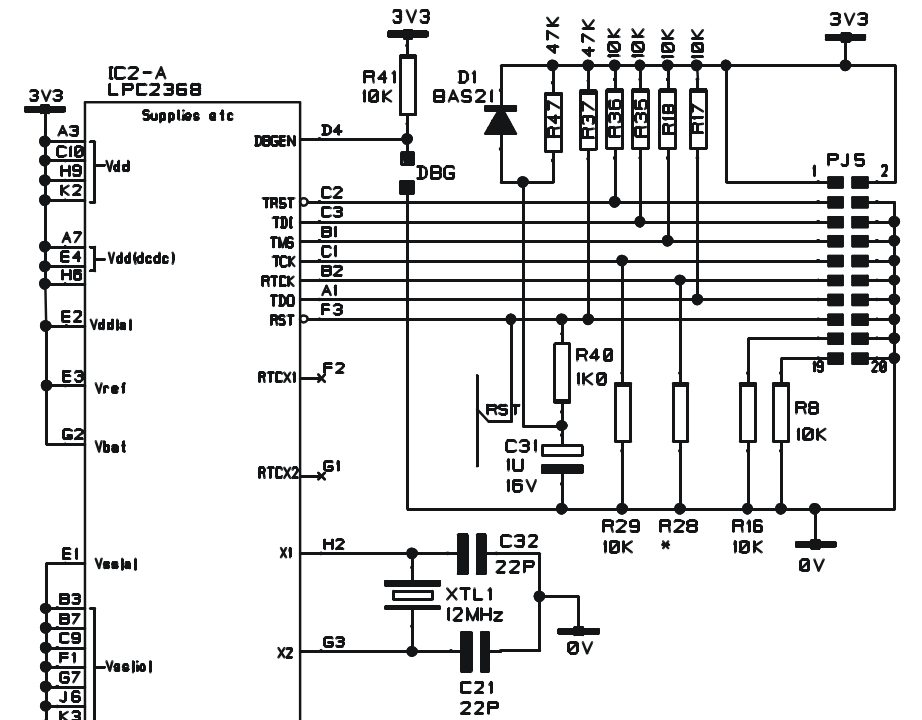 3V3
3V3
47K
47K
10K
10K
10K
10K
R41
10K
D1
BAS21
R47
R37
R36
R35
R18
R17
IC2-A
LPC2368
3V3
Supplies etc
A3
C10
H9
K2
Vdd
DBGEN
D4
DBG
PJ5
1
2
TRST
C2
TDI
C3
TMS
B1
TCK
C1
RTCK
B2
TDO
A1
RST
F3
A7
E4
H6
Vdd(dcdc)
E2
Vdd(a)
E3
Vref
G2
Vbat
19
20
RTCX1
F2
R40
1K0
RST
R8
10K
C31
1U
16V
RTCX2
G1
R29
10K
R28
*
R16
10K
0V
E1
Vss(a)
X1
H2
C32
22P
XTL1
12MHz
0V
B3
B7
C9
F1
G7
J6
K3
Vss(io)
X2
G3
C21
22P